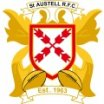 ST AUSTELL R.F.C.
Est. 1963